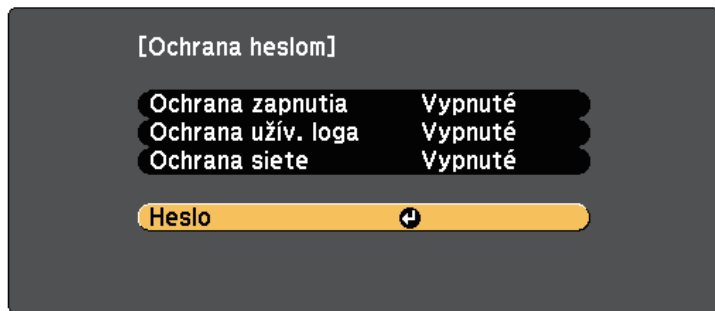 [Ochrana heslom]
Ochrana zapnutia Vypnuté
Ochrana užív. loga Vypnuté
Ochrana siete Vypnuté
Heslo